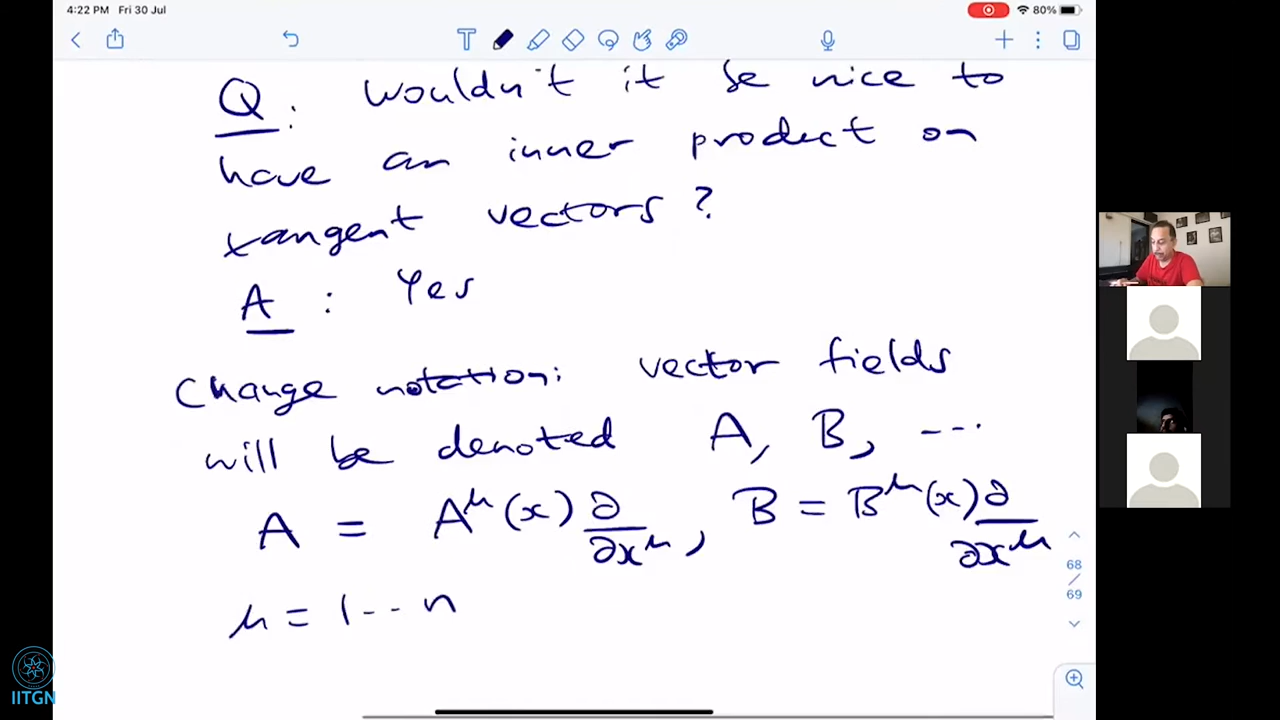 4:22 PM Fri 30 Jul
80%
Q: Wouldn't it be nice to
have an inner product on
tangent vectors?
A : Yes
Change notation: vector fields
will be denoted A, B, ...
A = A^μ(x) ∂/∂x^μ, B = B^μ(x) ∂/∂x^μ
μ = 1 -- n
68
/
69
IITGN